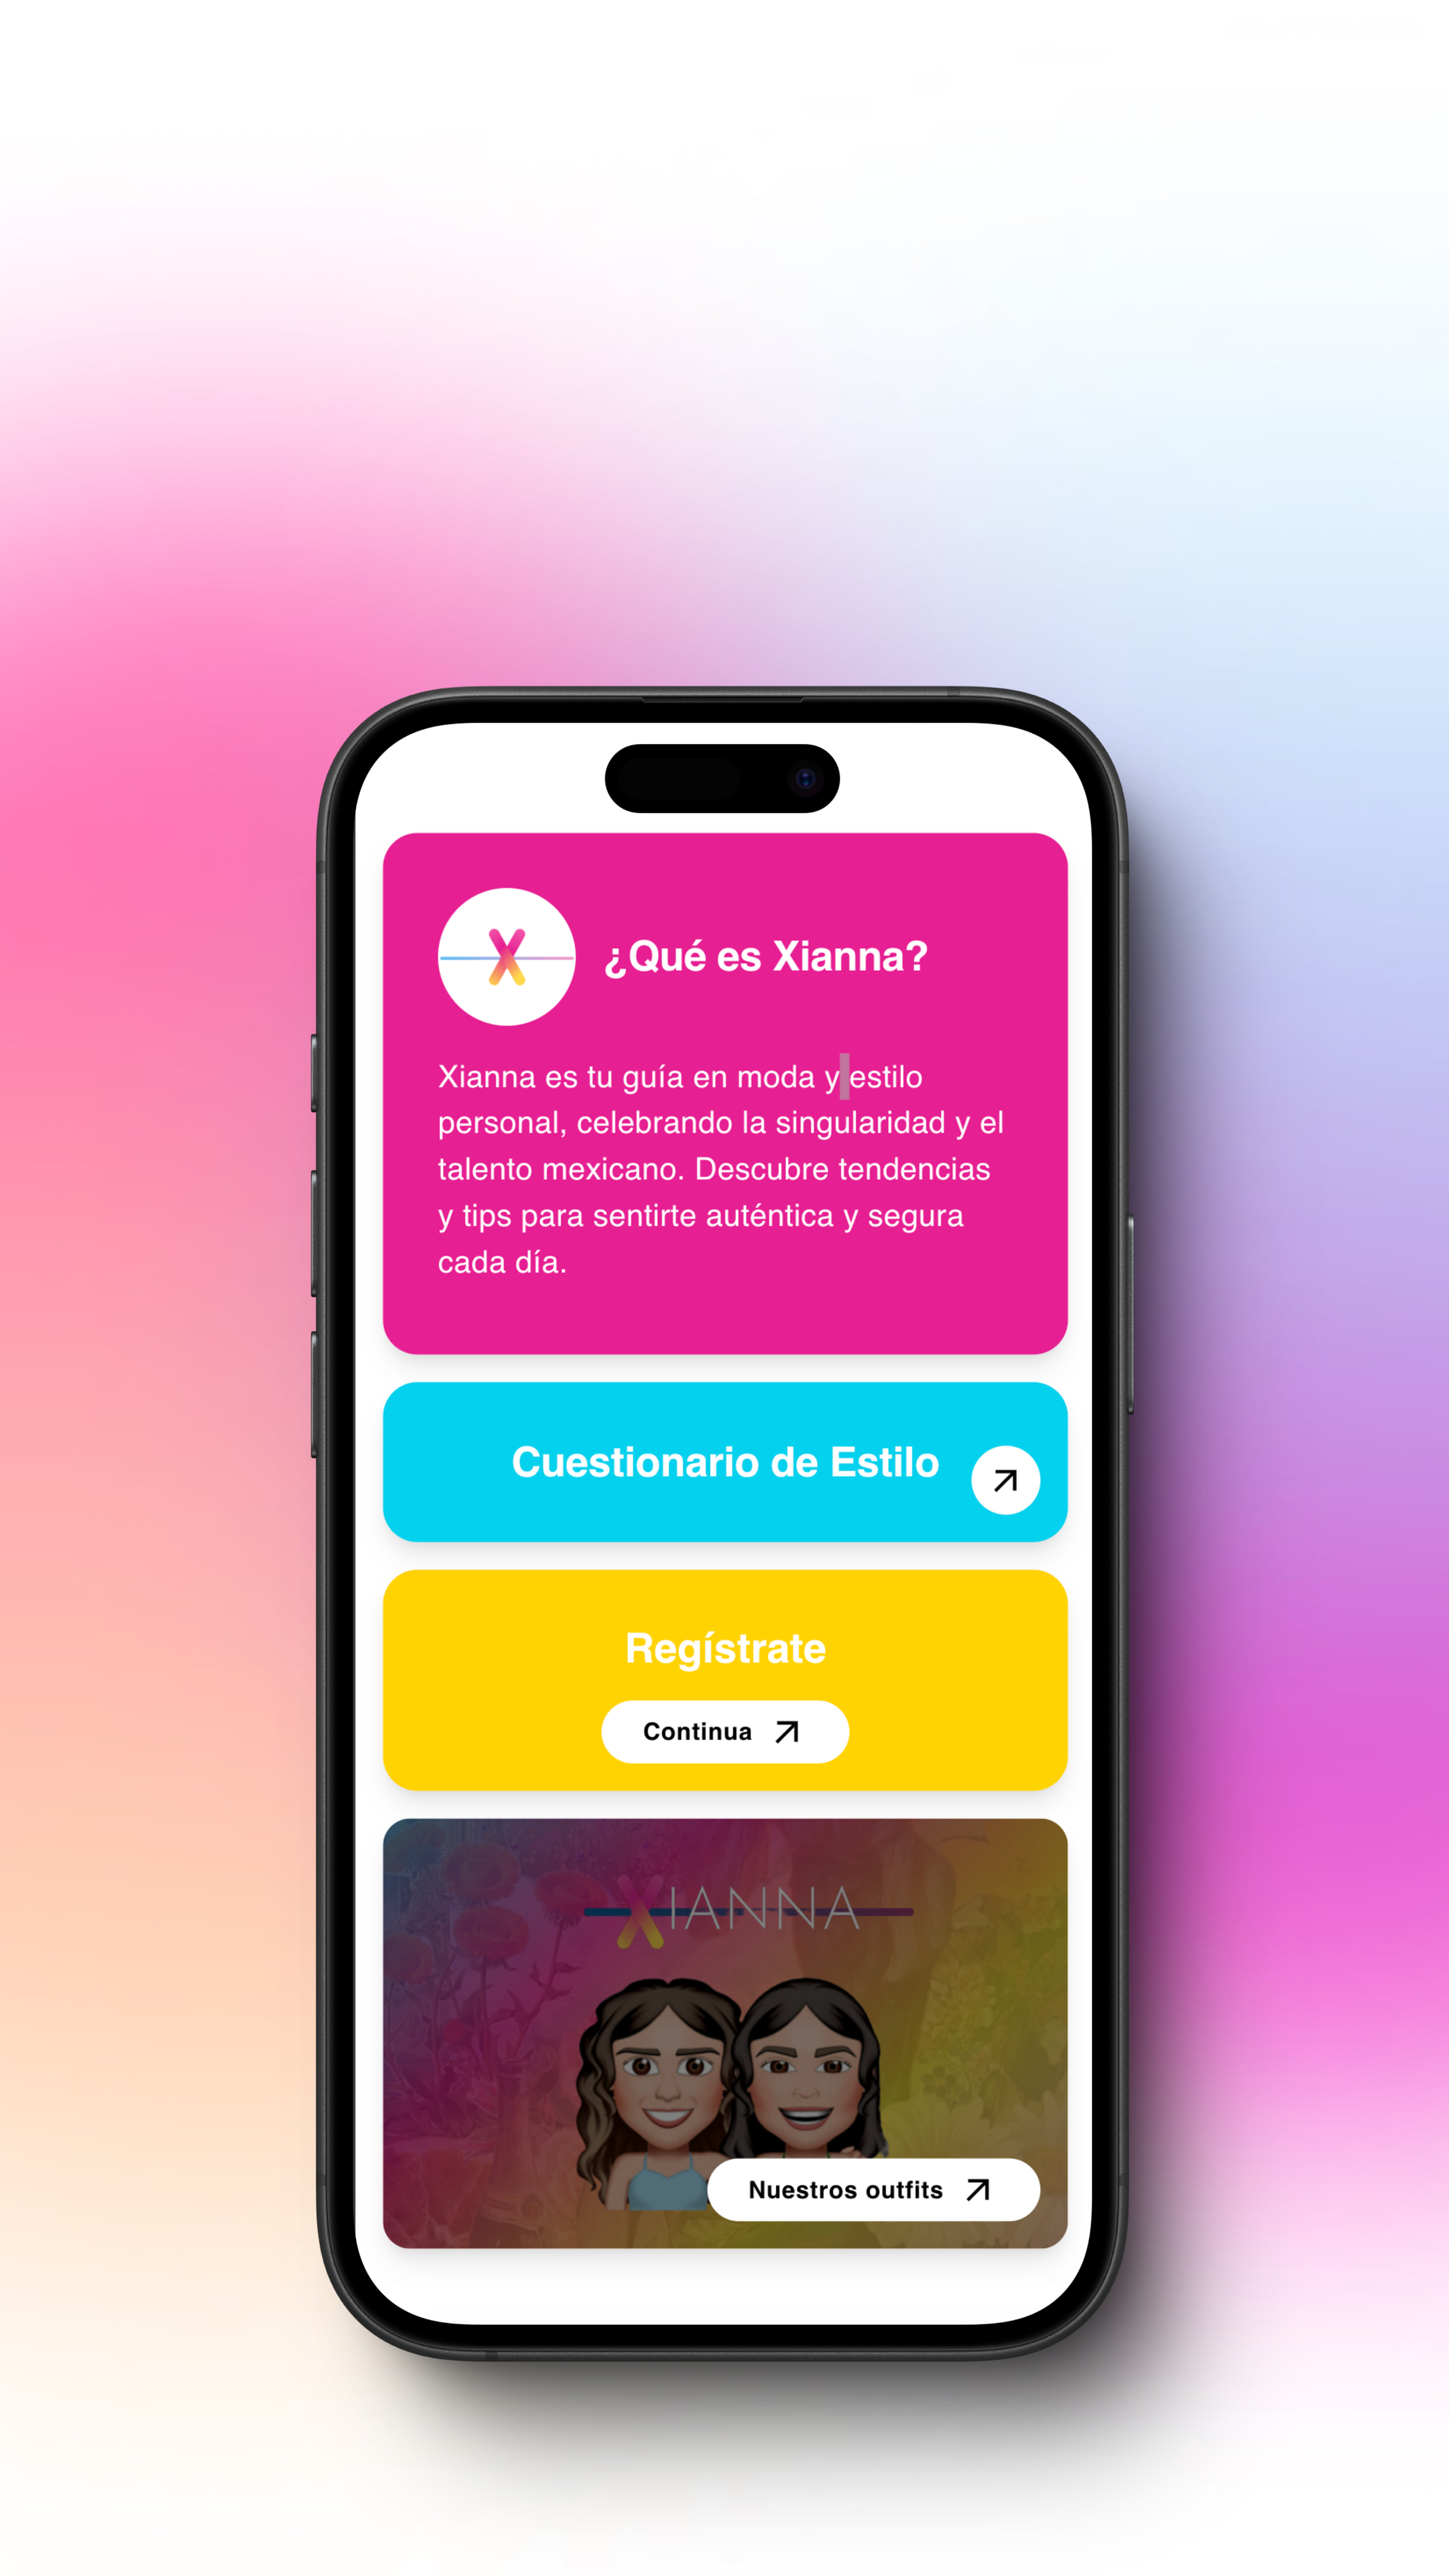 ¿Qué es Xianna?
Xianna es tu guía en moda y estilo
personal, celebrando la singularidad y el
talento mexicano. Descubre tendencias
y tips para sentirte auténtica y segura
cada día.
Cuestionario de Estilo
Regístrate
Continua
XIANNA
Nuestros outfits